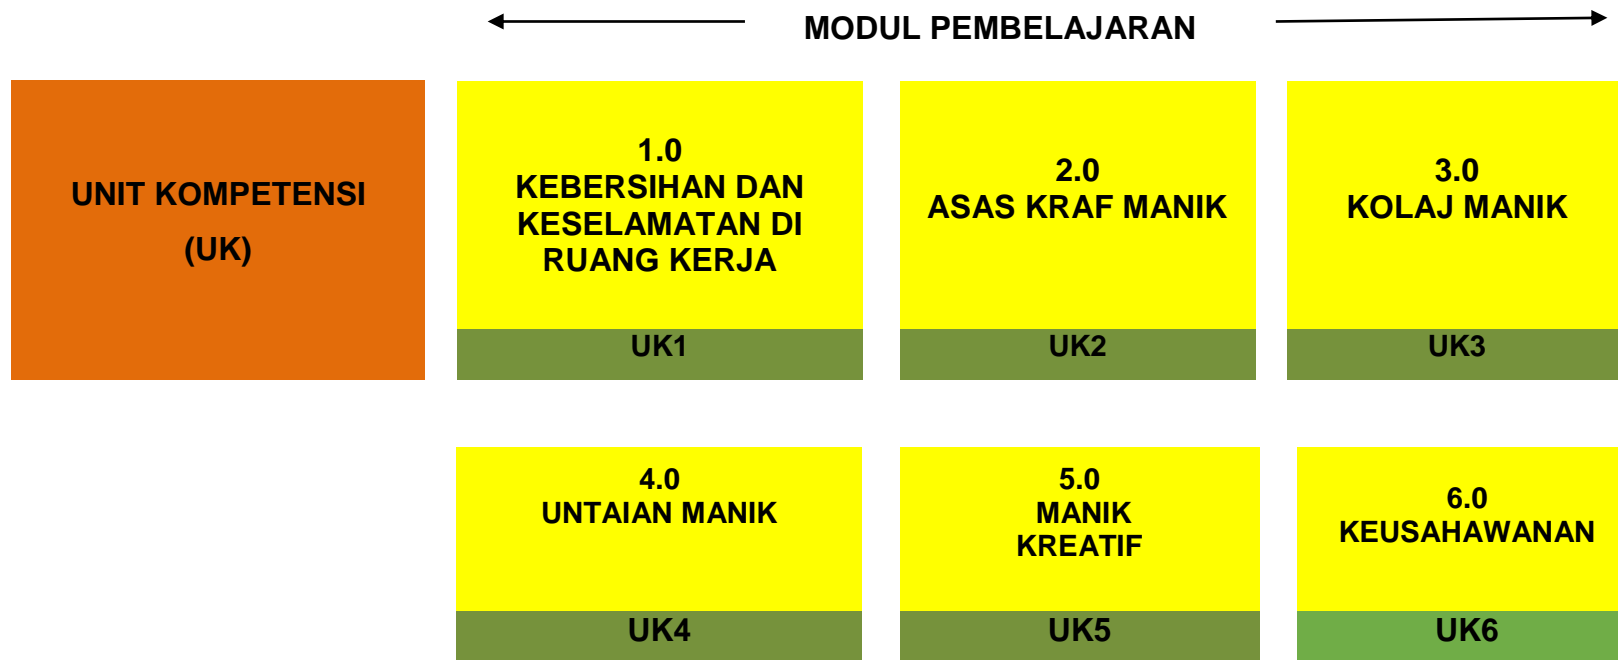 MODUL PEMBELAJARAN
UNIT KOMPETENSI
(UK)
1.0
KEBERSIHAN DAN
KESELAMATAN DI
RUANG KERJA
UK1
2.0
ASAS KRAF MANIK
UK2
3.0
KOLAJ MANIK
UK3
4.0
UNTAIAN MANIK
UK4
5.0
MANIK
KREATIF
UK5
6.0
KEUSAHAWANAN
UK6